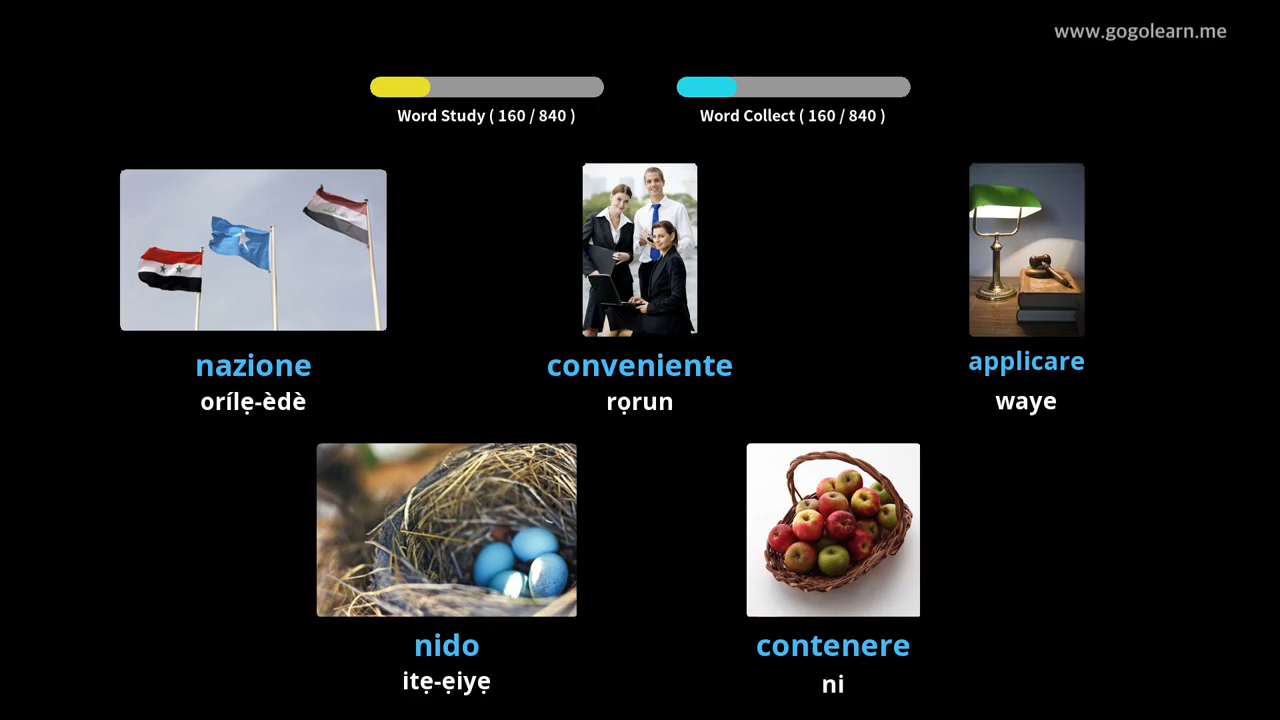 www.gogolearn.me
Word Study ( 160 / 840 )
Word Collect ( 160 / 840 )
nazione
orílẹ-èdè
conveniente
rọrun
applicare
waye
nido
itẹ-ẹiyẹ
contenere
ni